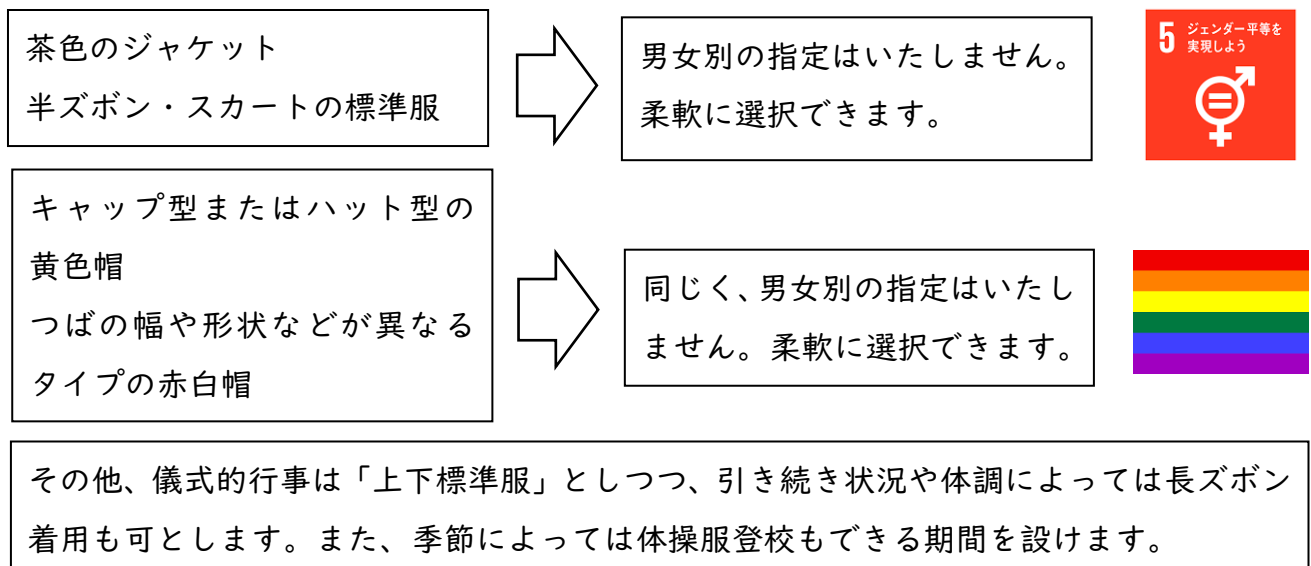 茶色のジャケット
半ズボン・スカートの標準服
男女別の指定はいたしません。
柔軟に選択できます。
5 ジェンダー平等を
実現しよう
キャップ型またはハット型の
黄色帽
つばの幅や形状などが異なる
タイプの赤白帽
同じく、男女別の指定はいたし
ません。柔軟に選択できます。
その他、儀式的行事は「上下標準服」としつつ、引き続き状況や体調によっては長ズボン
着用も可とします。また、季節によっては体操服登校もできる期間を設けます。